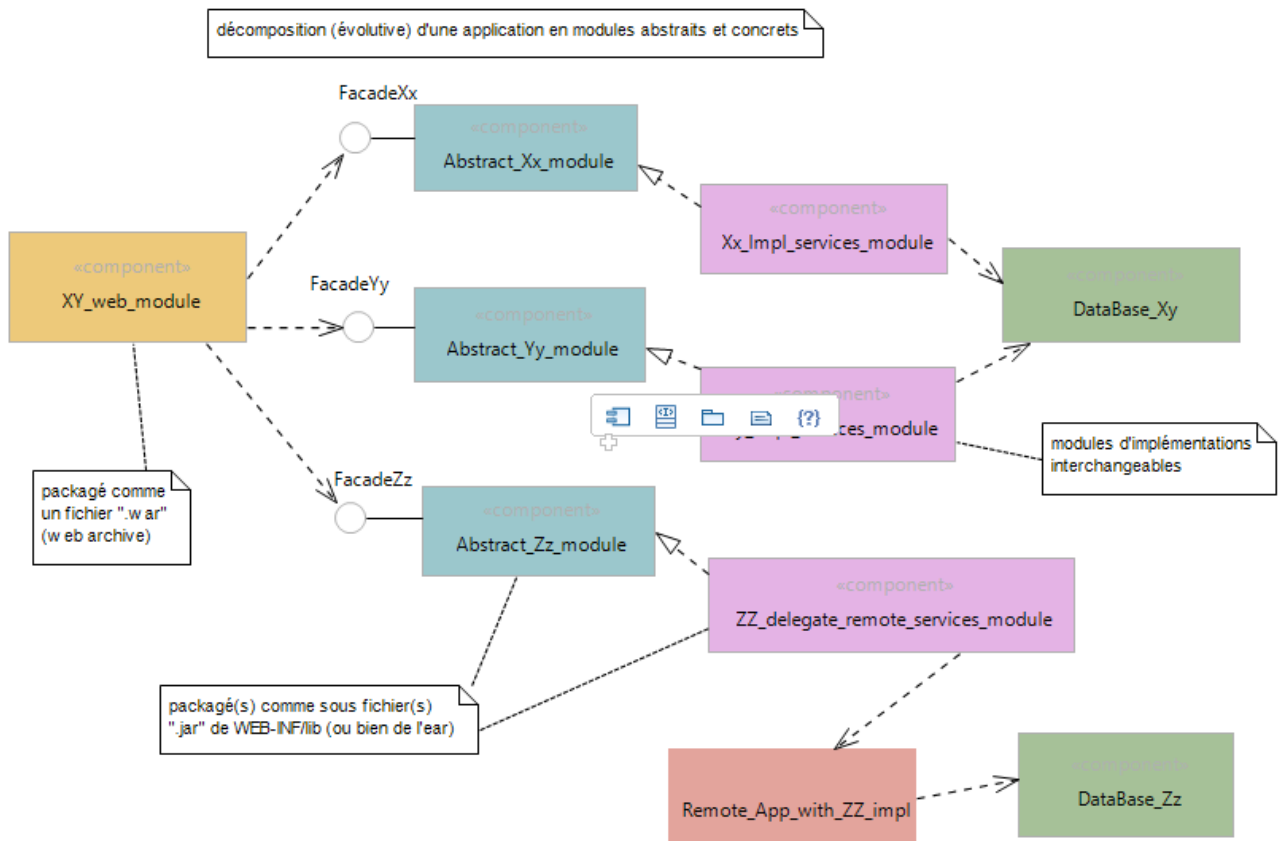 décomposition (évolutive) d'une application en modules abstraits et concrets
FacadeXx
«component»
Abstract_Xx_module
«component»
Xx_Impl_services_module
«component»
XY_web_module
«component»
DataBase_Xy
FacadeYy
«component»
Abstract_Yy_module
«component»
{?}
ces_module
modules d'implémentations
interchangeables
FacadeZz
packagé comme
un fichier ".war"
(web archive)
«component»
Abstract_Zz_module
«component»
ZZ_delegate_remote_services_module
packagé(s) comme sous fichier(s)
".jar" de WEB-INF/lib (ou bien de l'ear)
Remote_App_with_ZZ_impl
«component»
DataBase_Zz